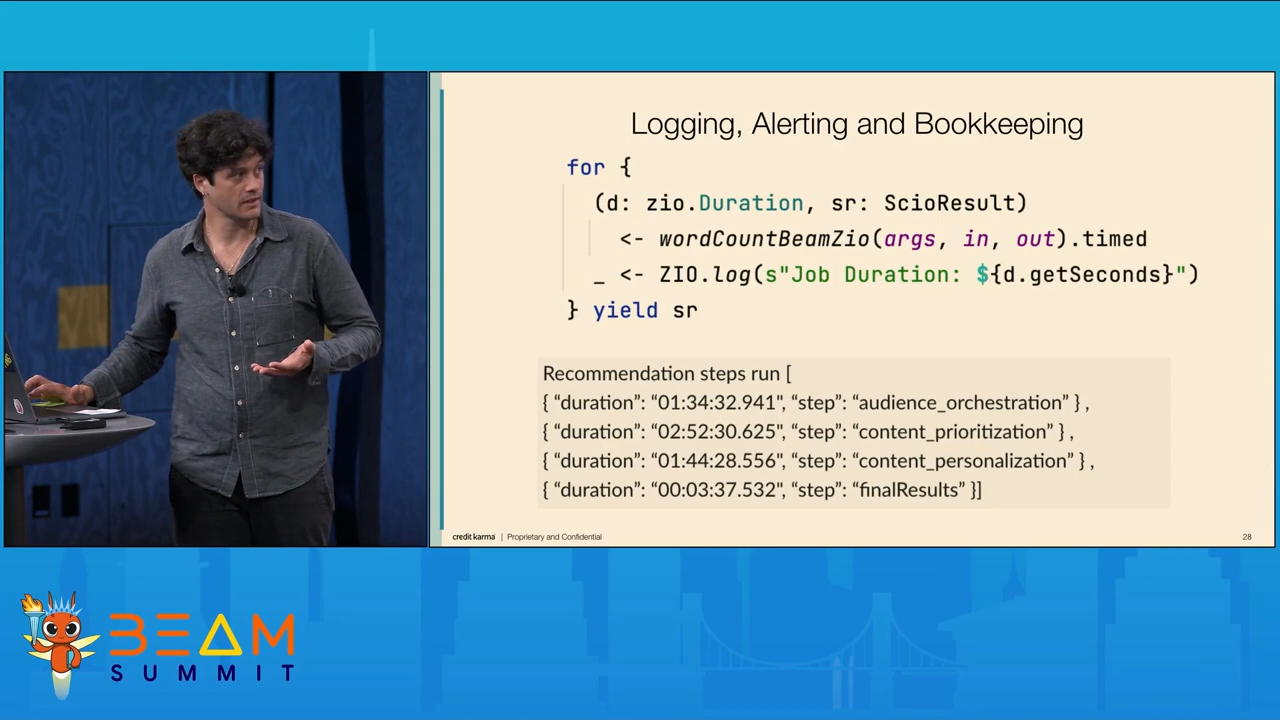 Logging, Alerting and Bookkeeping
for {
(d: zio.Duration, sr: ScioResult)
<- wordCountBeamZio(args, in, out).timed
_ <- ZIO.log(s"Job Duration: ${d.getSeconds}")
} yield sr
Recommendation steps run [
{ “duration”: “01:34:32.941", “step”: “audience_orchestration” } ,
{ “duration”: “02:52:30.625", “step”: “content_prioritization” } ,
{ “duration”: “01:44:28.556", “step”: “content_personalization” } ,
{ “duration”: “00:03:37.532", “step”: “finalResults” }]
credit karma | Proprietary and Confidential
28
BEAM
SUMMIT